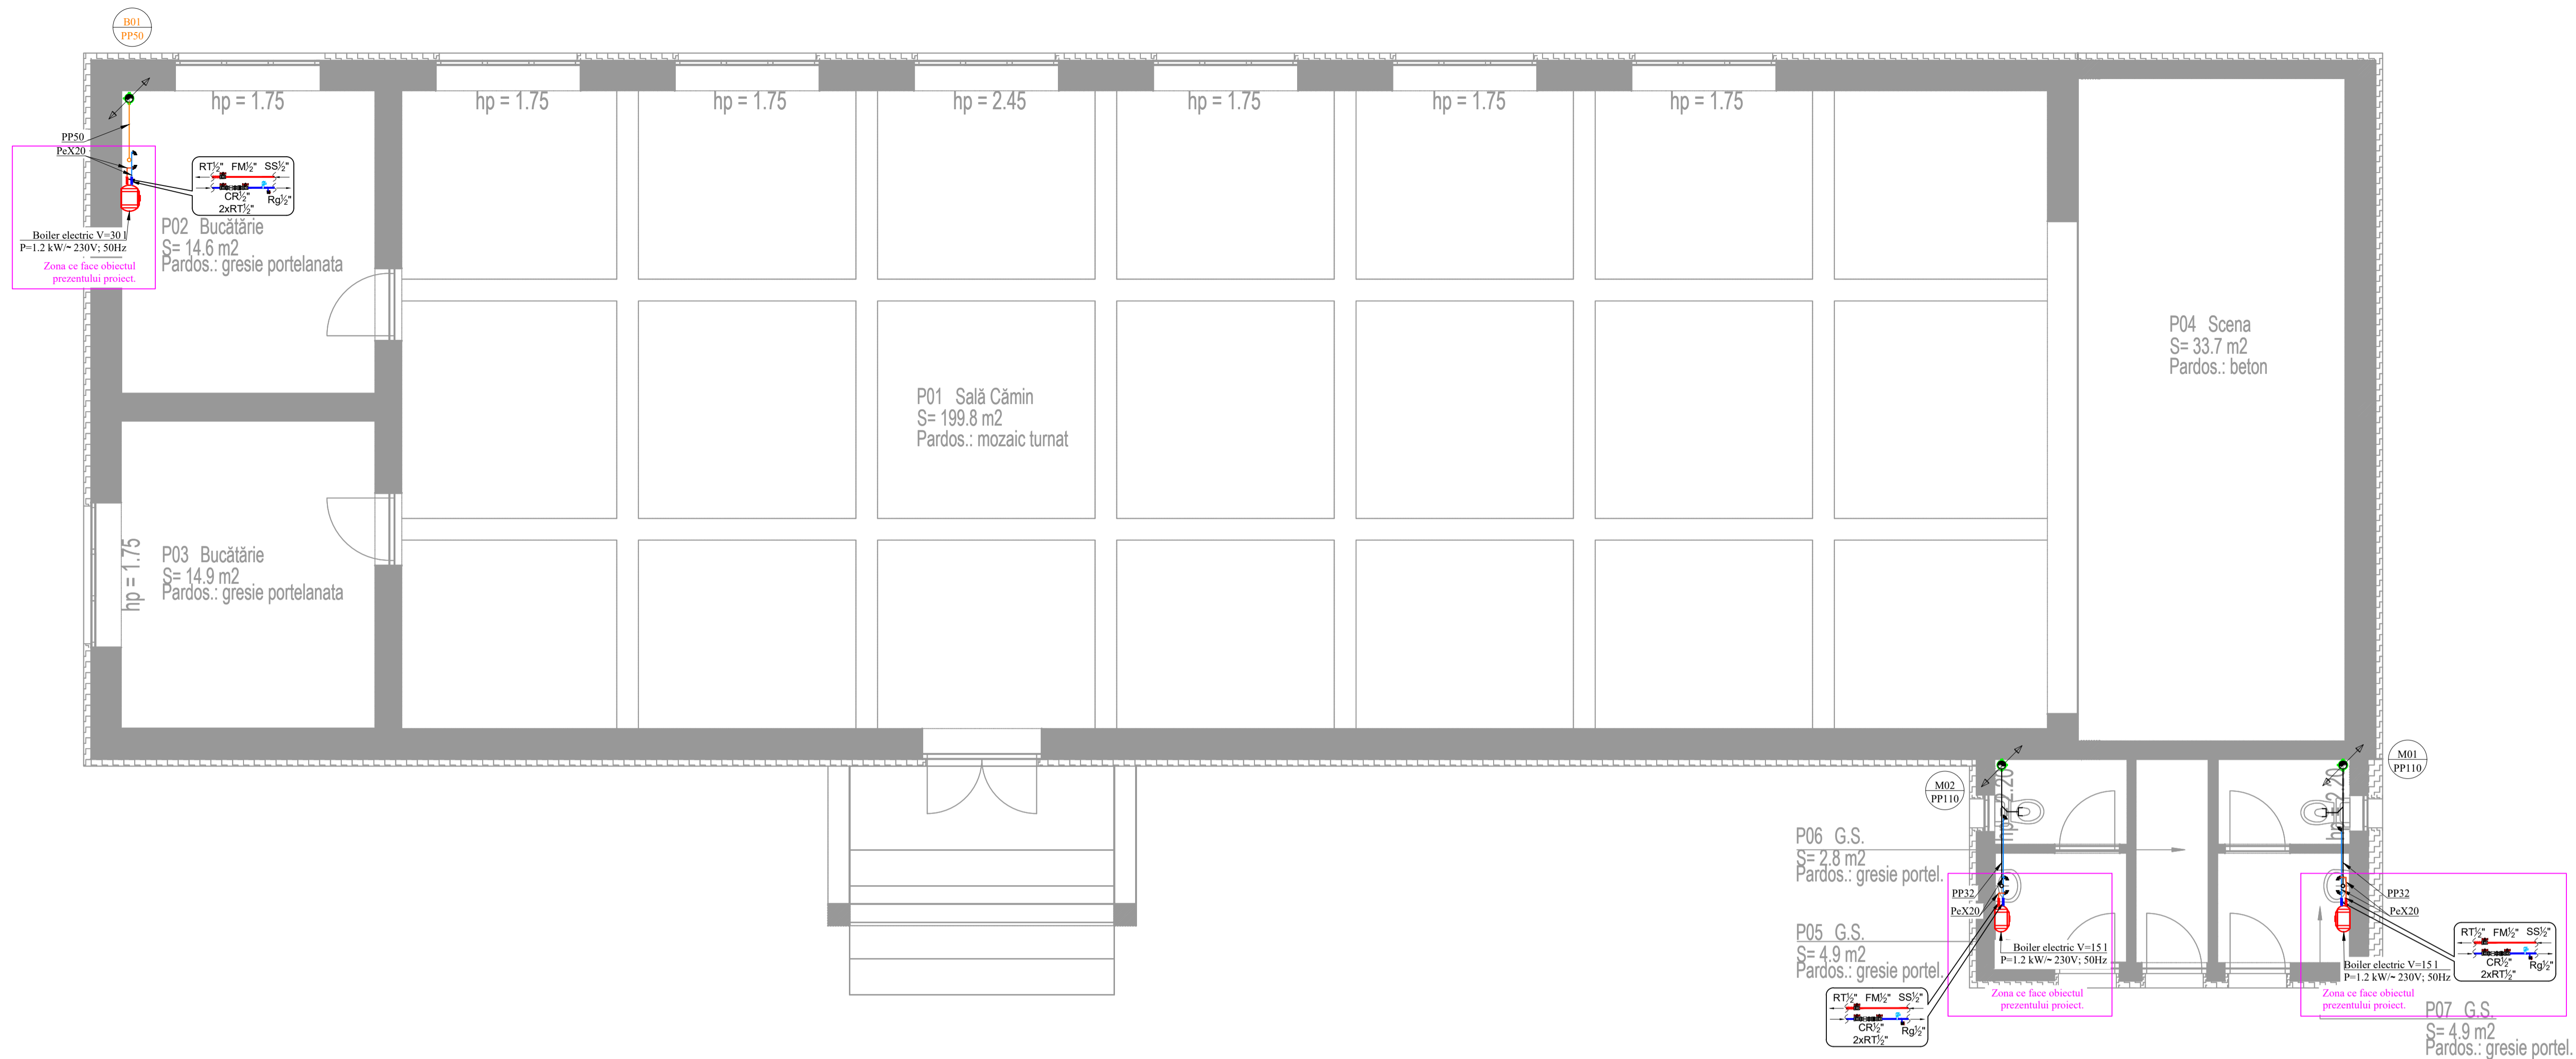 B01
PP50
hp = 1.75
hp = 1.75
hp = 1.75
hp = 2.45
hp = 1.75
hp = 1.75
hp = 1.75
PP50
PeX20
RT½" FM½" SS½"
CR½"
Rg½"
2xRT½"
Boiler electric V=30 l
P=1.2 kW/~ 230V; 50Hz
Zona ce face obiectul
prezentului proiect.
P02 Bucătărie
S= 14.6 m2
Pardos.: gresie portelanata
P04 Scena
S= 33.7 m2
Pardos.: beton
P01 Sală Cămin
S= 199.8 m2
Pardos.: mozaic turnat
hp = 1.75
P03 Bucătărie
S= 14.9 m2
Pardos.: gresie portelanata
M01
PP110
M02
PP110
hp = 2.20
hp = 2.20
P06 G.S.
S= 2.8 m2
Pardos.: gresie portel.
PP32
PeX20
PP32
PeX20
P05 G.S.
S= 4.9 m2
Pardos.: gresie portel.
Boiler electric V=15 l
P=1.2 kW/~ 230V; 50Hz
Zona ce face obiectul
prezentului proiect.
Boiler electric V=15 l
P=1.2 kW/~ 230V; 50Hz
Zona ce face obiectul
prezentului proiect.
RT½" FM½" SS½"
CR½"
Rg½"
2xRT½"
RT½" FM½" SS½"
CR½"
Rg½"
2xRT½"
P07 G.S.
S= 4.9 m2
Pardos.: gresie portel.